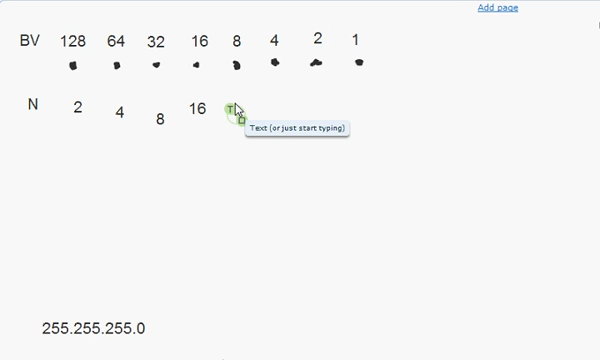 Add page
BV 128 64 32 16 8 4 2 1
N 2 4 8 16 T
Text (or just start typing)
255.255.255.0